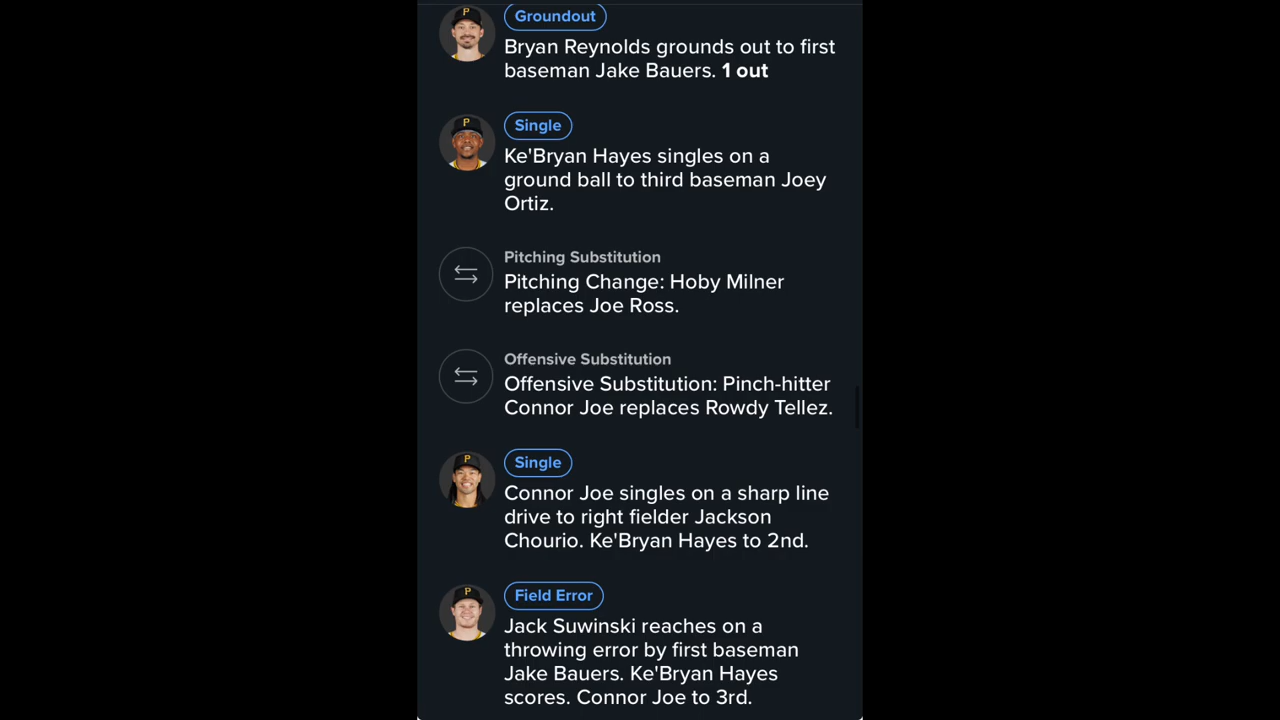 Groundout
Bryan Reynolds grounds out to first
baseman Jake Bauers. 1 out
Single
Ke'Bryan Hayes singles on a
ground ball to third baseman Joey
Ortiz.
Pitching Substitution
Pitching Change: Hoby Milner
replaces Joe Ross.
Offensive Substitution
Offensive Substitution: Pinch-hitter
Connor Joe replaces Rowdy Tellez.
Single
Connor Joe singles on a sharp line
drive to right fielder Jackson
Chourio. Ke'Bryan Hayes to 2nd.
Field Error
Jack Suwinski reaches on a
throwing error by first baseman
Jake Bauers. Ke'Bryan Hayes
scores. Connor Joe to 3rd.